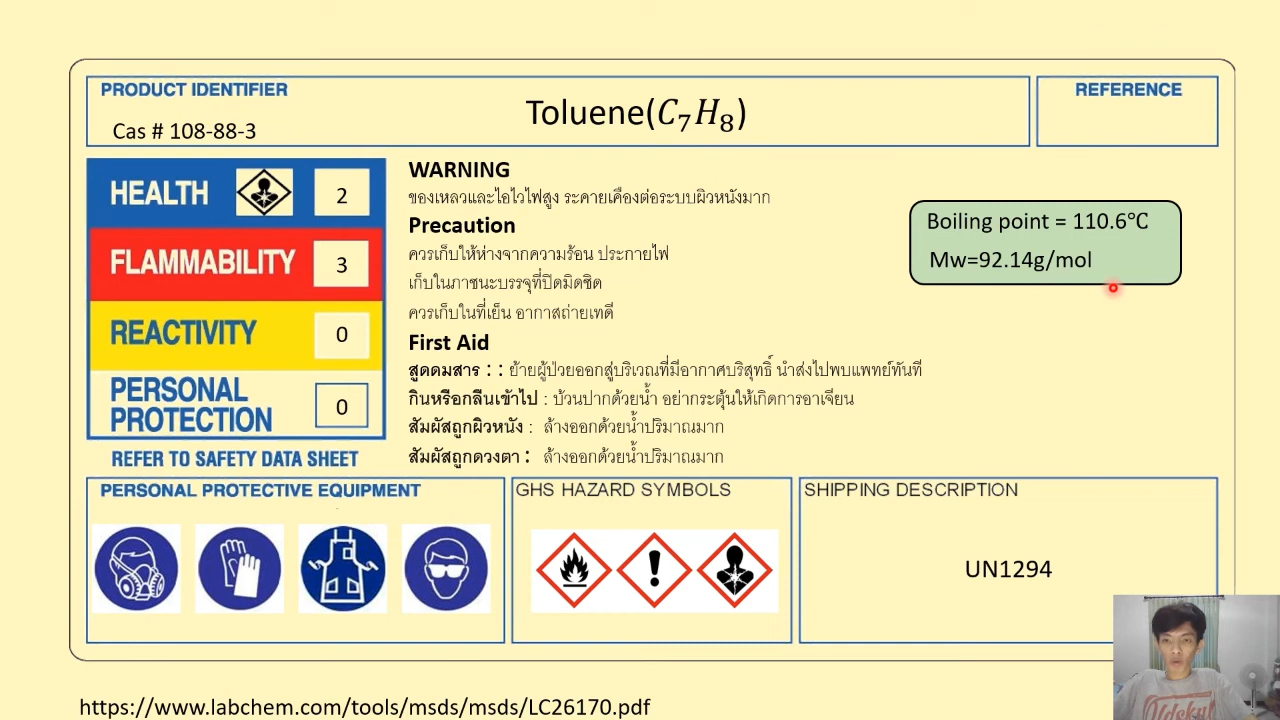 PRODUCT IDENTIFIER
Cas # 108-88-3
Toluene(C₇H₈)
REFERENCE
HEALTH 2
FLAMMABILITY 3
REACTIVITY 0
PERSONAL
PROTECTION 0
REFER TO SAFETY DATA SHEET
WARNING
ของเหลวและไอไวไฟสูง ระคายเคืองต่อระบบผิวหนังมาก
Precaution
ควรเก็บให้ห่างจากความร้อน ประกายไฟ
เก็บในภาชนะบรรจุที่ปิดมิดชิด
ควรเก็บในที่เย็น อากาศถ่ายเทดี
First Aid
สูดดมสาร : : ย้ายผู้ป่วยออกสู่บริเวณที่มีอากาศบริสุทธิ์ นำส่งไปพบแพทย์ทันที
กินหรือกลืนเข้าไป : บ้วนปากด้วยน้ำ อย่ากระตุ้นให้เกิดการอาเจียน
สัมผัสถูกผิวหนัง : ล้างออกด้วยน้ำปริมาณมาก
สัมผัสถูกดวงตา : ล้างออกด้วยน้ำปริมาณมาก
Boiling point = 110.6℃
Mw=92.14g/mol
PERSONAL PROTECTIVE EQUIPMENT
GHS HAZARD SYMBOLS
SHIPPING DESCRIPTION
UN1294
https://www.labchem.com/tools/msds/msds/LC26170.pdf